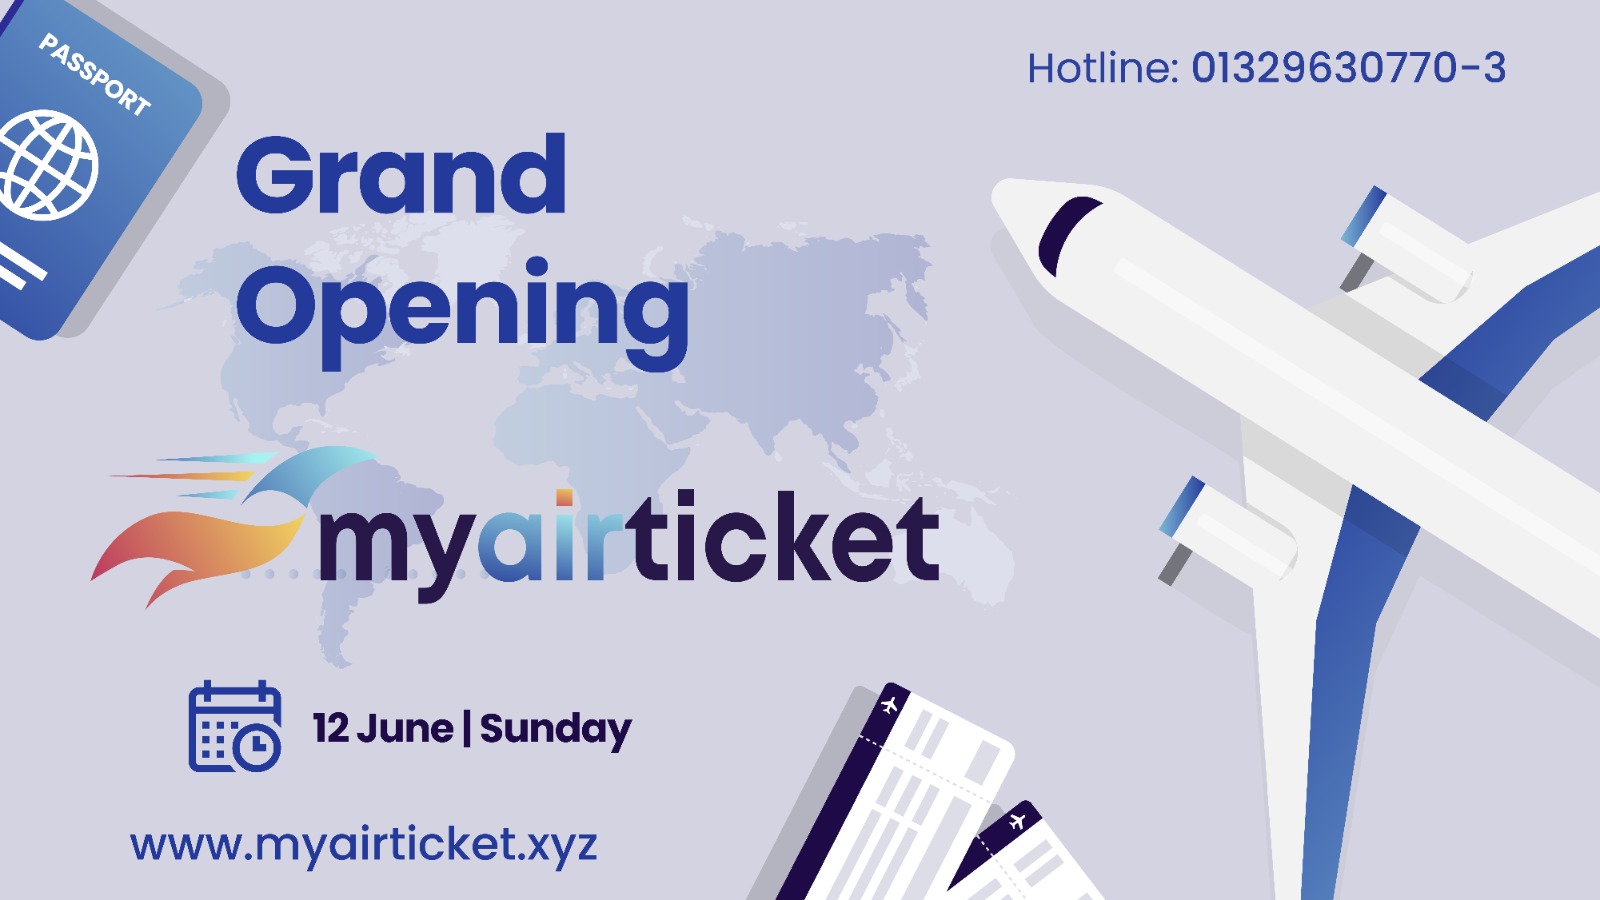 PASSPORT
Hotline: 01329630770-3
Grand
Opening
myairticket
12 June | Sunday
www.myairticket.xyz